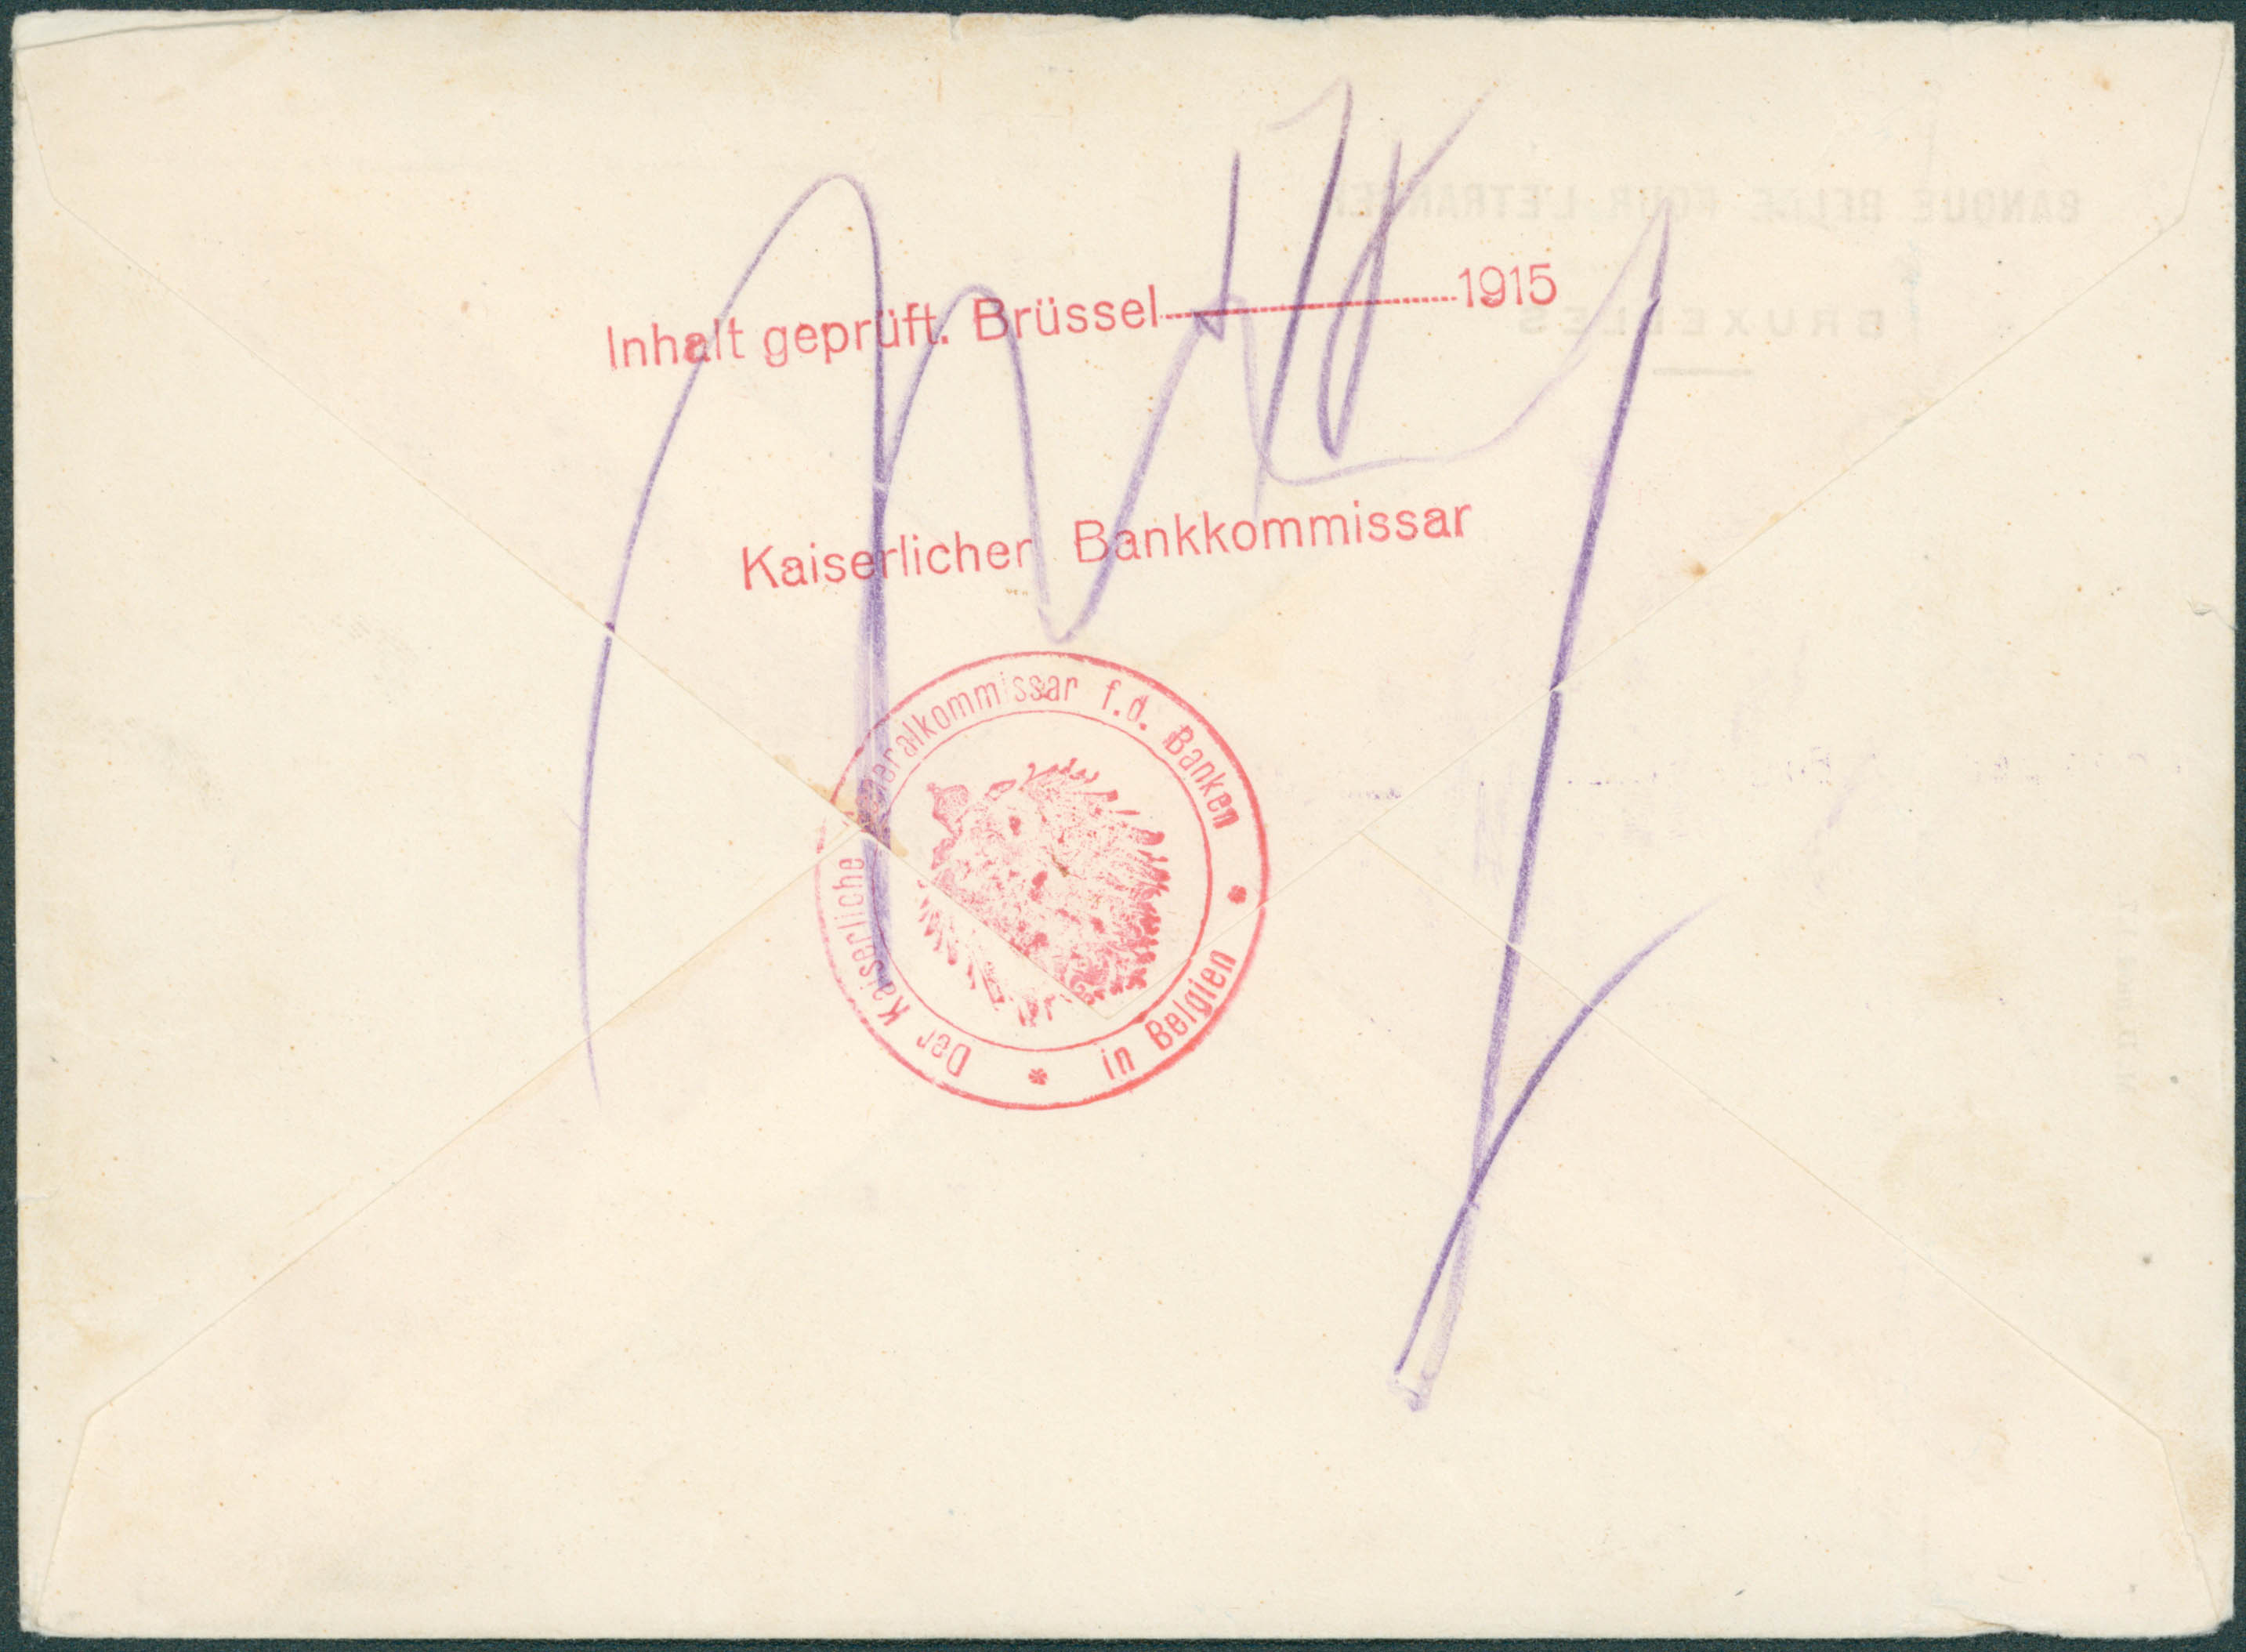 Inhalt geprüft. Brüssel 1915
Kaiserlicher Bankkommissar
Der Kaiserliche Generalkommissar f.d. Banken
in Belgien
BANQUE BELGE POUR L'ETRANGER
BRUXELLES